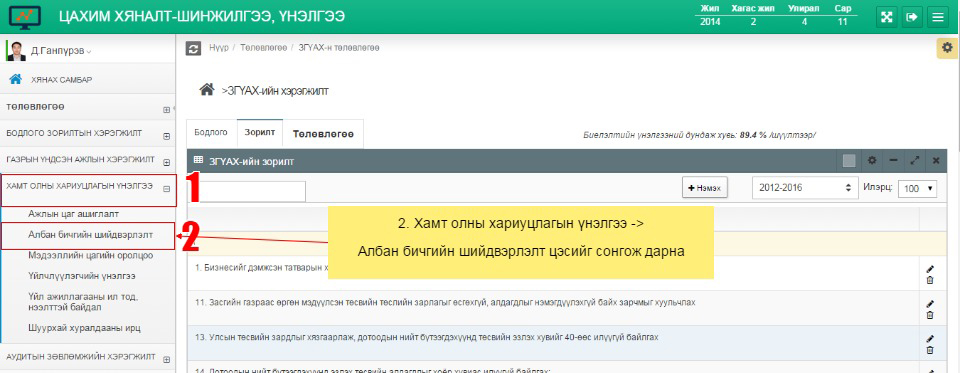 ЦАХИМ ХЯНАЛТ-ШИНЖИЛГЭЭ, ҮНЭЛГЭЭ
Жил Хагас жил Улирал Сар
2014 2 4 11
Д.Ганпүрэв
Нүүр / Төлөвлөгөө / ЗГҮАХ-н төлөвлөгөө
ХЯНАХ САМБАР
>ЗГҮАХ-ийн хэрэгжилт
төлөвлөгөө
БОДЛОГО ЗОРИЛТЫН ХЭРЭГЖИЛТ
Бодлого Зорилт Төлөвлөгөө
Биелэлтийн үнэлгээний дундаж хувь: 89.4 % /шүүлтээр/
ГАЗРЫН ҮНДСЭН АЖЛЫН ХЭРЭГЖИЛТ
ЗГҮАХ-ийн зорилт
ХАМТ ОЛНЫ ХАРИУЦЛАГЫН ҮНЭЛГЭЭ
1
Нэмэх 2012-2016 Илэрц: 100
Ажлын цаг ашиглалт
Албан бичгийн шийдвэрлэлт
2
2. Хамт олны хариуцлагын үнэлгээ ->
Албан бичгийн шийдвэрлэлт цэсийг сонгож дарна
Мэдээллийн цагийн оролцоо
Үйлчлүүлэгчийн үнэлгээ
1. Бизнесийг дэмжсэн татварын х
Үйл ажиллагааны ил тод,
нээлттэй байдал
11. Засгийн газраас өргөн мэдүүлсэн төсвийн төслийн зарлагыг өсгөхгүй, алдагдлыг нэмэгдүүлэхгүй байх зарчмыг хуульчлах
Шуурхай хуралдааны ирц
13. Улсын төсвийн зардлыг хязгаарлаж, дотоодын нийт бүтээгдэхүүнд төсвийн эзлэх хувийг 40-өөс илүүгүй байлгах
АУДИТЫН ЗӨВЛӨМЖИЙН ХЭРЭГЖИЛТ
14. Дотоодын нийт бүтээгдэхүүнд эзлэх төсвийн алдагдлыг хоёр хувиас илүүгүй байлгах;